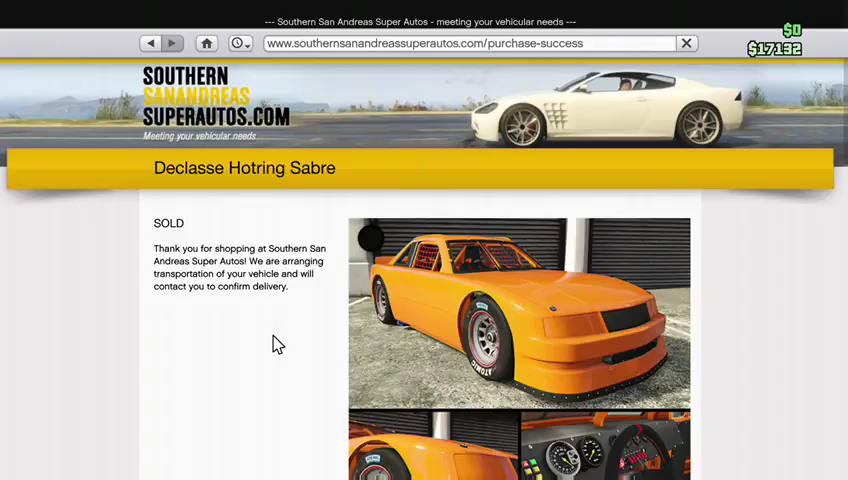 --- Southern San Andreas Super Autos - meeting your vehicular needs ---
$0
www.southernsanandreassuperautos.com/purchase-success
$17132
SOUTHERN
SANANDREAS
SUPERAUTOS.COM
Meeting your vehicular needs
Declasse Hotring Sabre
SOLD
Thank you for shopping at Southern San
Andreas Super Autos! We are arranging
transportation of your vehicle and will
contact you to confirm delivery.
ATOMIC